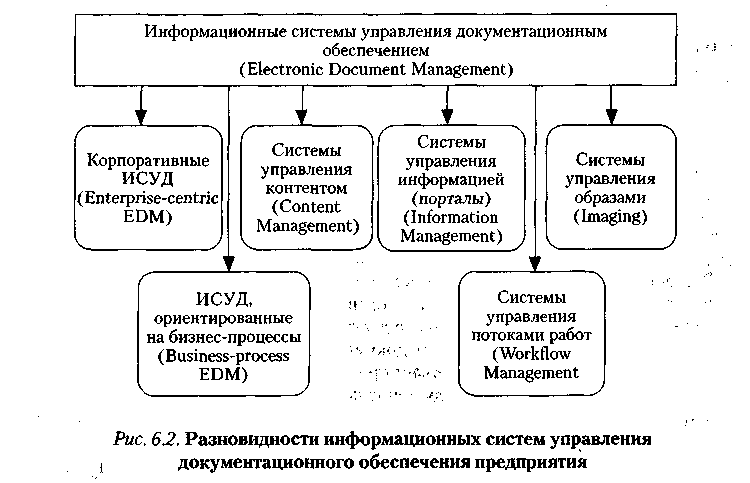 Информационные системы управления документационным
обеспечением
(Electronic Document Management)
Корпоративные
ИСУД
(Enterprise-centric
EDM)
Системы
управления
контентом
(Content
Management)
Системы
управления
информацией
(порталы)
(Information
Management)
Системы
управления
образами
(Imaging)
ИСУД,
ориентированные
на бизнес-процессы
(Business-process
EDM)
Системы
управления
потоками работ
(Workflow
Management
Рис. 6.2. Разновидности информационных систем управления
документационного обеспечения предприятия